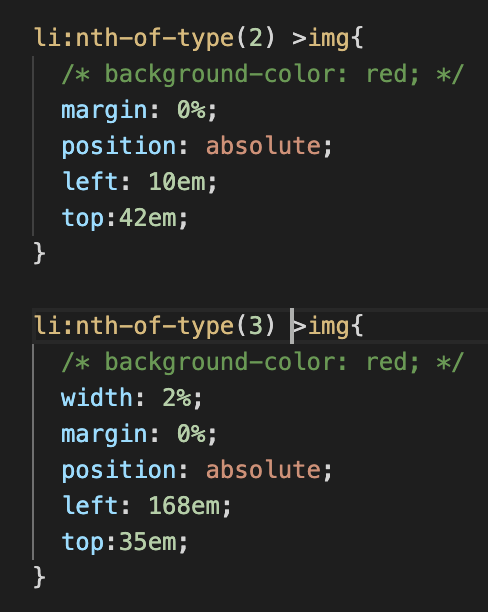 li:nth-of-type(2) >img{
/* background-color: red; */
margin: 0%;
position: absolute;
left: 10em;
top:42em;
}
li:nth-of-type(3) >img{
/* background-color: red; */
width: 2%;
margin: 0%;
position: absolute;
left: 168em;
top:35em;
}